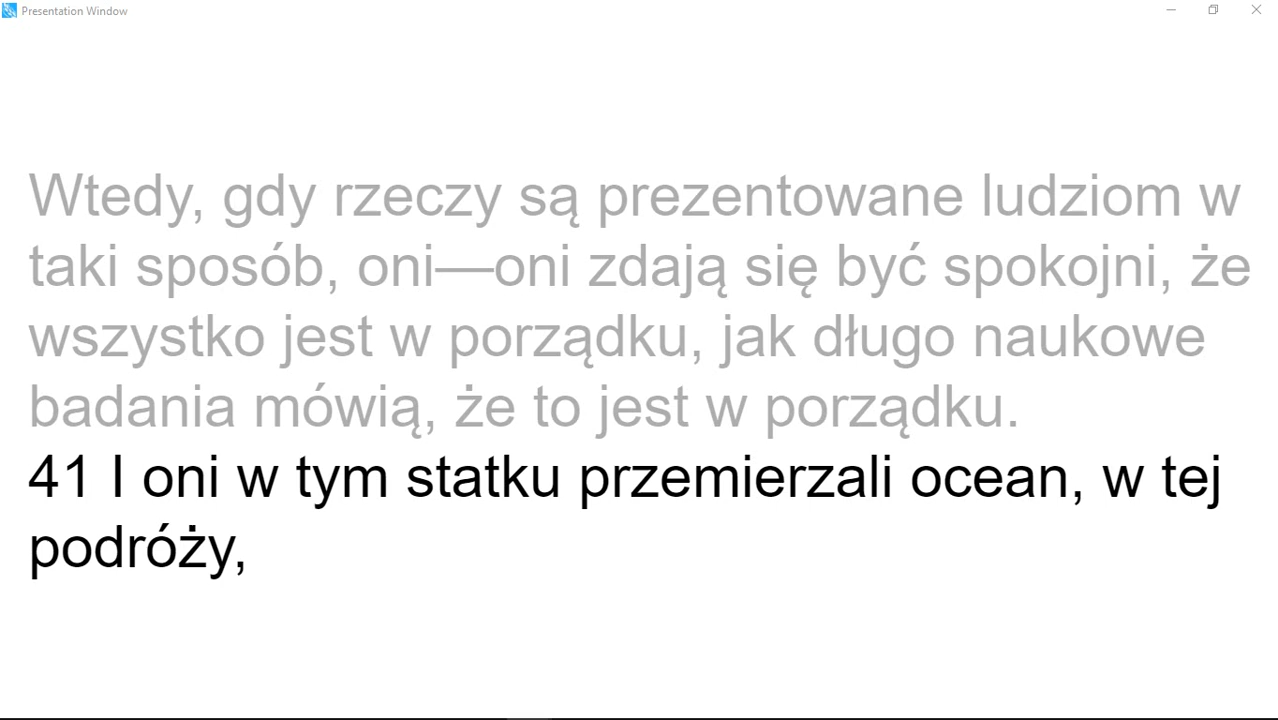 Presentation Window
Wtedy, gdy rzeczy są prezentowane ludziom w
taki sposób, oni—oni zdają się być spokojni, że
wszystko jest w porządku, jak długo naukowe
badania mówią, że to jest w porządku.
41 I oni w tym statku przemierzali ocean, w tej
podróży,